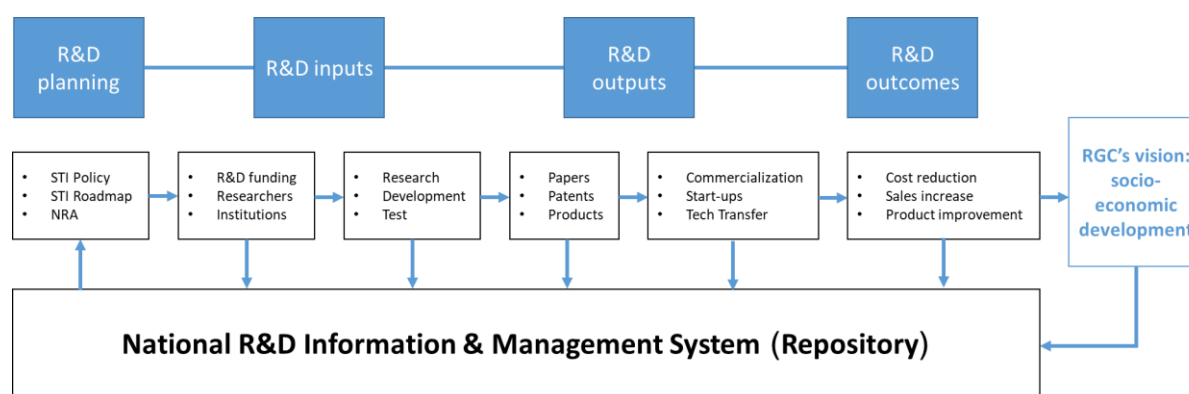 R&D
planning
R&D inputs
R&D
outputs
R&D
outcomes
• STI Policy
• STI Roadmap
• NRA
• R&D funding
• Researchers
• Institutions
• Research
• Development
• Test
• Papers
• Patents
• Products
• Commercialization
• Start-ups
• Tech Transfer
• Cost reduction
• Sales increase
• Product improvement
RGC's vision:
socio-
economic
development
National R&D Information & Management System (Repository)